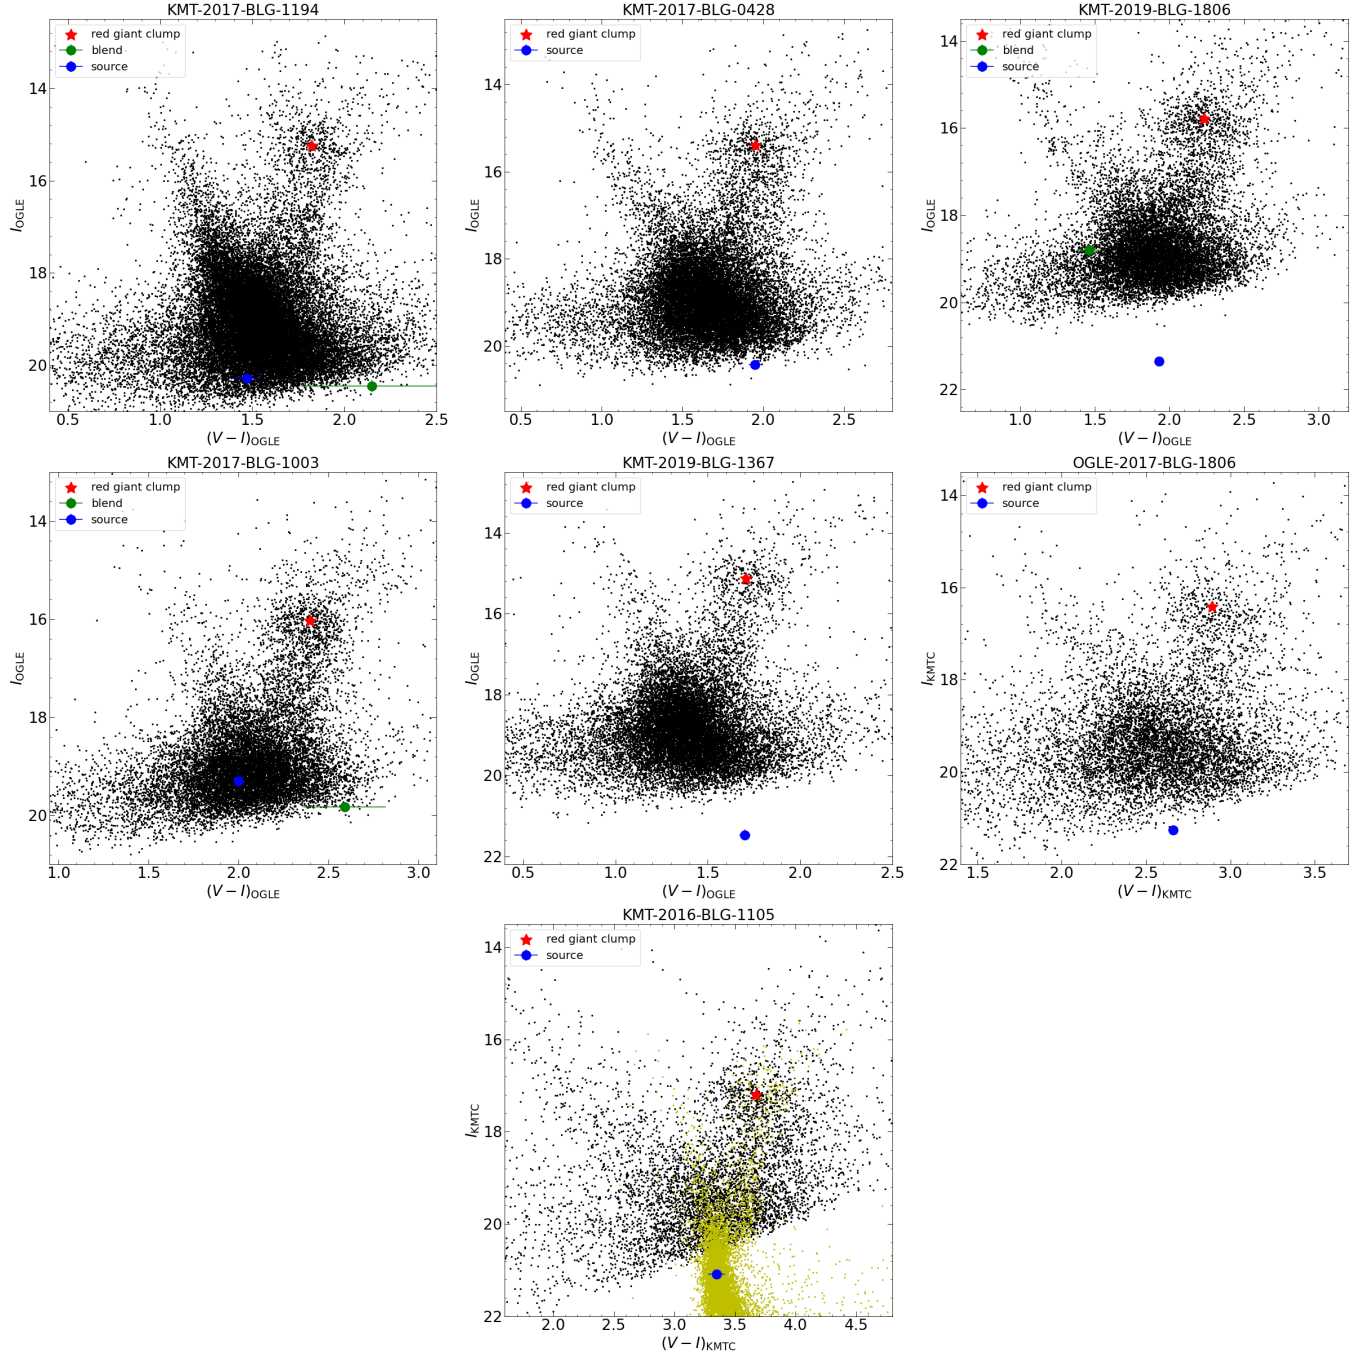 KMT-2017-BLG-1194
red giant clump
blend
source
14
16
18
20
I_OGLE
0.5 1.0 1.5 2.0 2.5
(V − I)_OGLE
KMT-2017-BLG-0428
red giant clump
source
14
16
18
20
I_OGLE
0.5 1.0 1.5 2.0 2.5
(V − I)_OGLE
KMT-2019-BLG-1806
red giant clump
blend
source
14
16
18
20
22
I_OGLE
1.0 1.5 2.0 2.5 3.0
(V − I)_OGLE
KMT-2017-BLG-1003
red giant clump
blend
source
14
16
18
20
I_OGLE
1.0 1.5 2.0 2.5 3.0
(V − I)_OGLE
KMT-2019-BLG-1367
red giant clump
source
14
16
18
20
22
I_OGLE
0.5 1.0 1.5 2.0 2.5
(V − I)_OGLE
OGLE-2017-BLG-1806
red giant clump
source
14
16
18
20
22
I_KMTC
1.5 2.0 2.5 3.0 3.5
(V − I)_KMTC
KMT-2016-BLG-1105
red giant clump
source
14
16
18
20
22
I_KMTC
2.0 2.5 3.0 3.5 4.0 4.5
(V − I)_KMTC